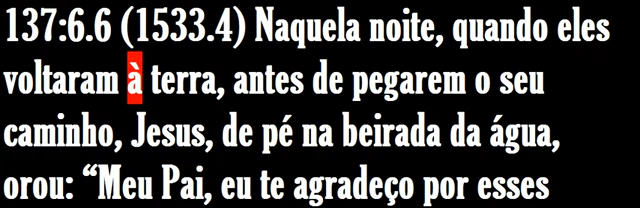 137:6.6 (1533.4) Naquela noite, quando eles
voltaram à terra, antes de pegarem o seu
caminho, Jesus, de pé na beirada da água,
orou: “Meu Pai, eu te agradeço por esses